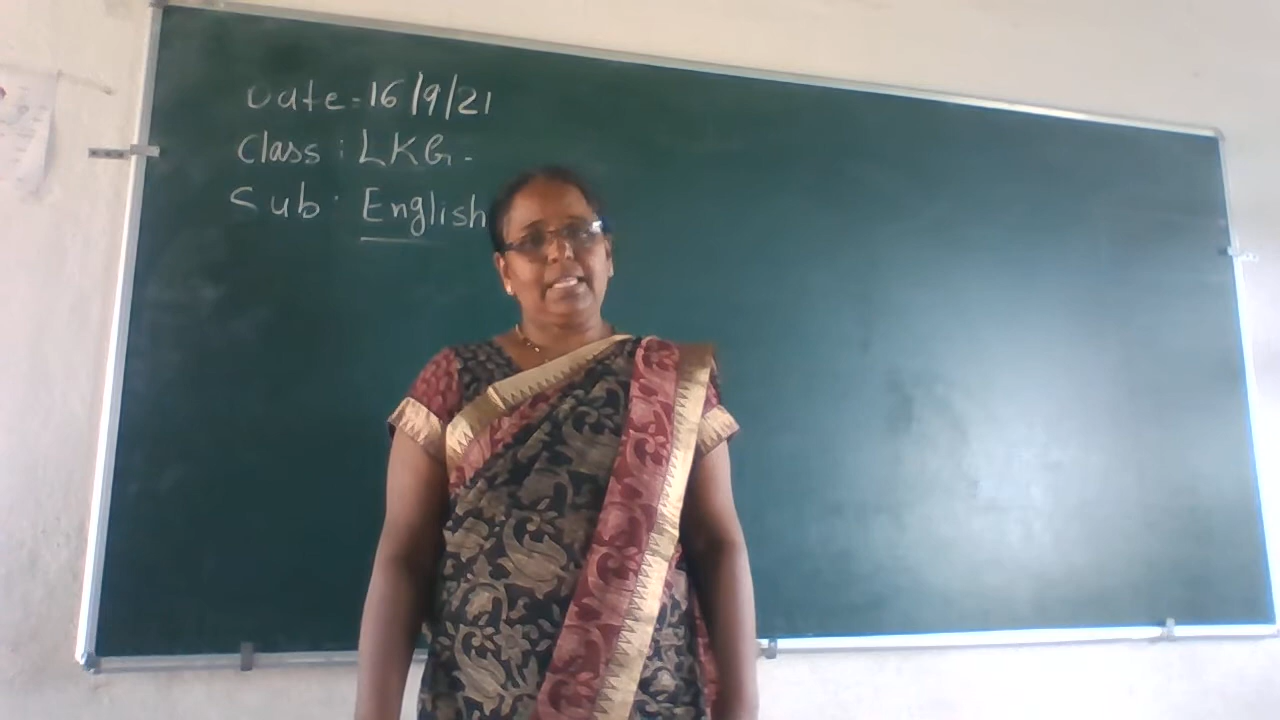 Date = 16/9/21
Class : LKG -
Sub : English